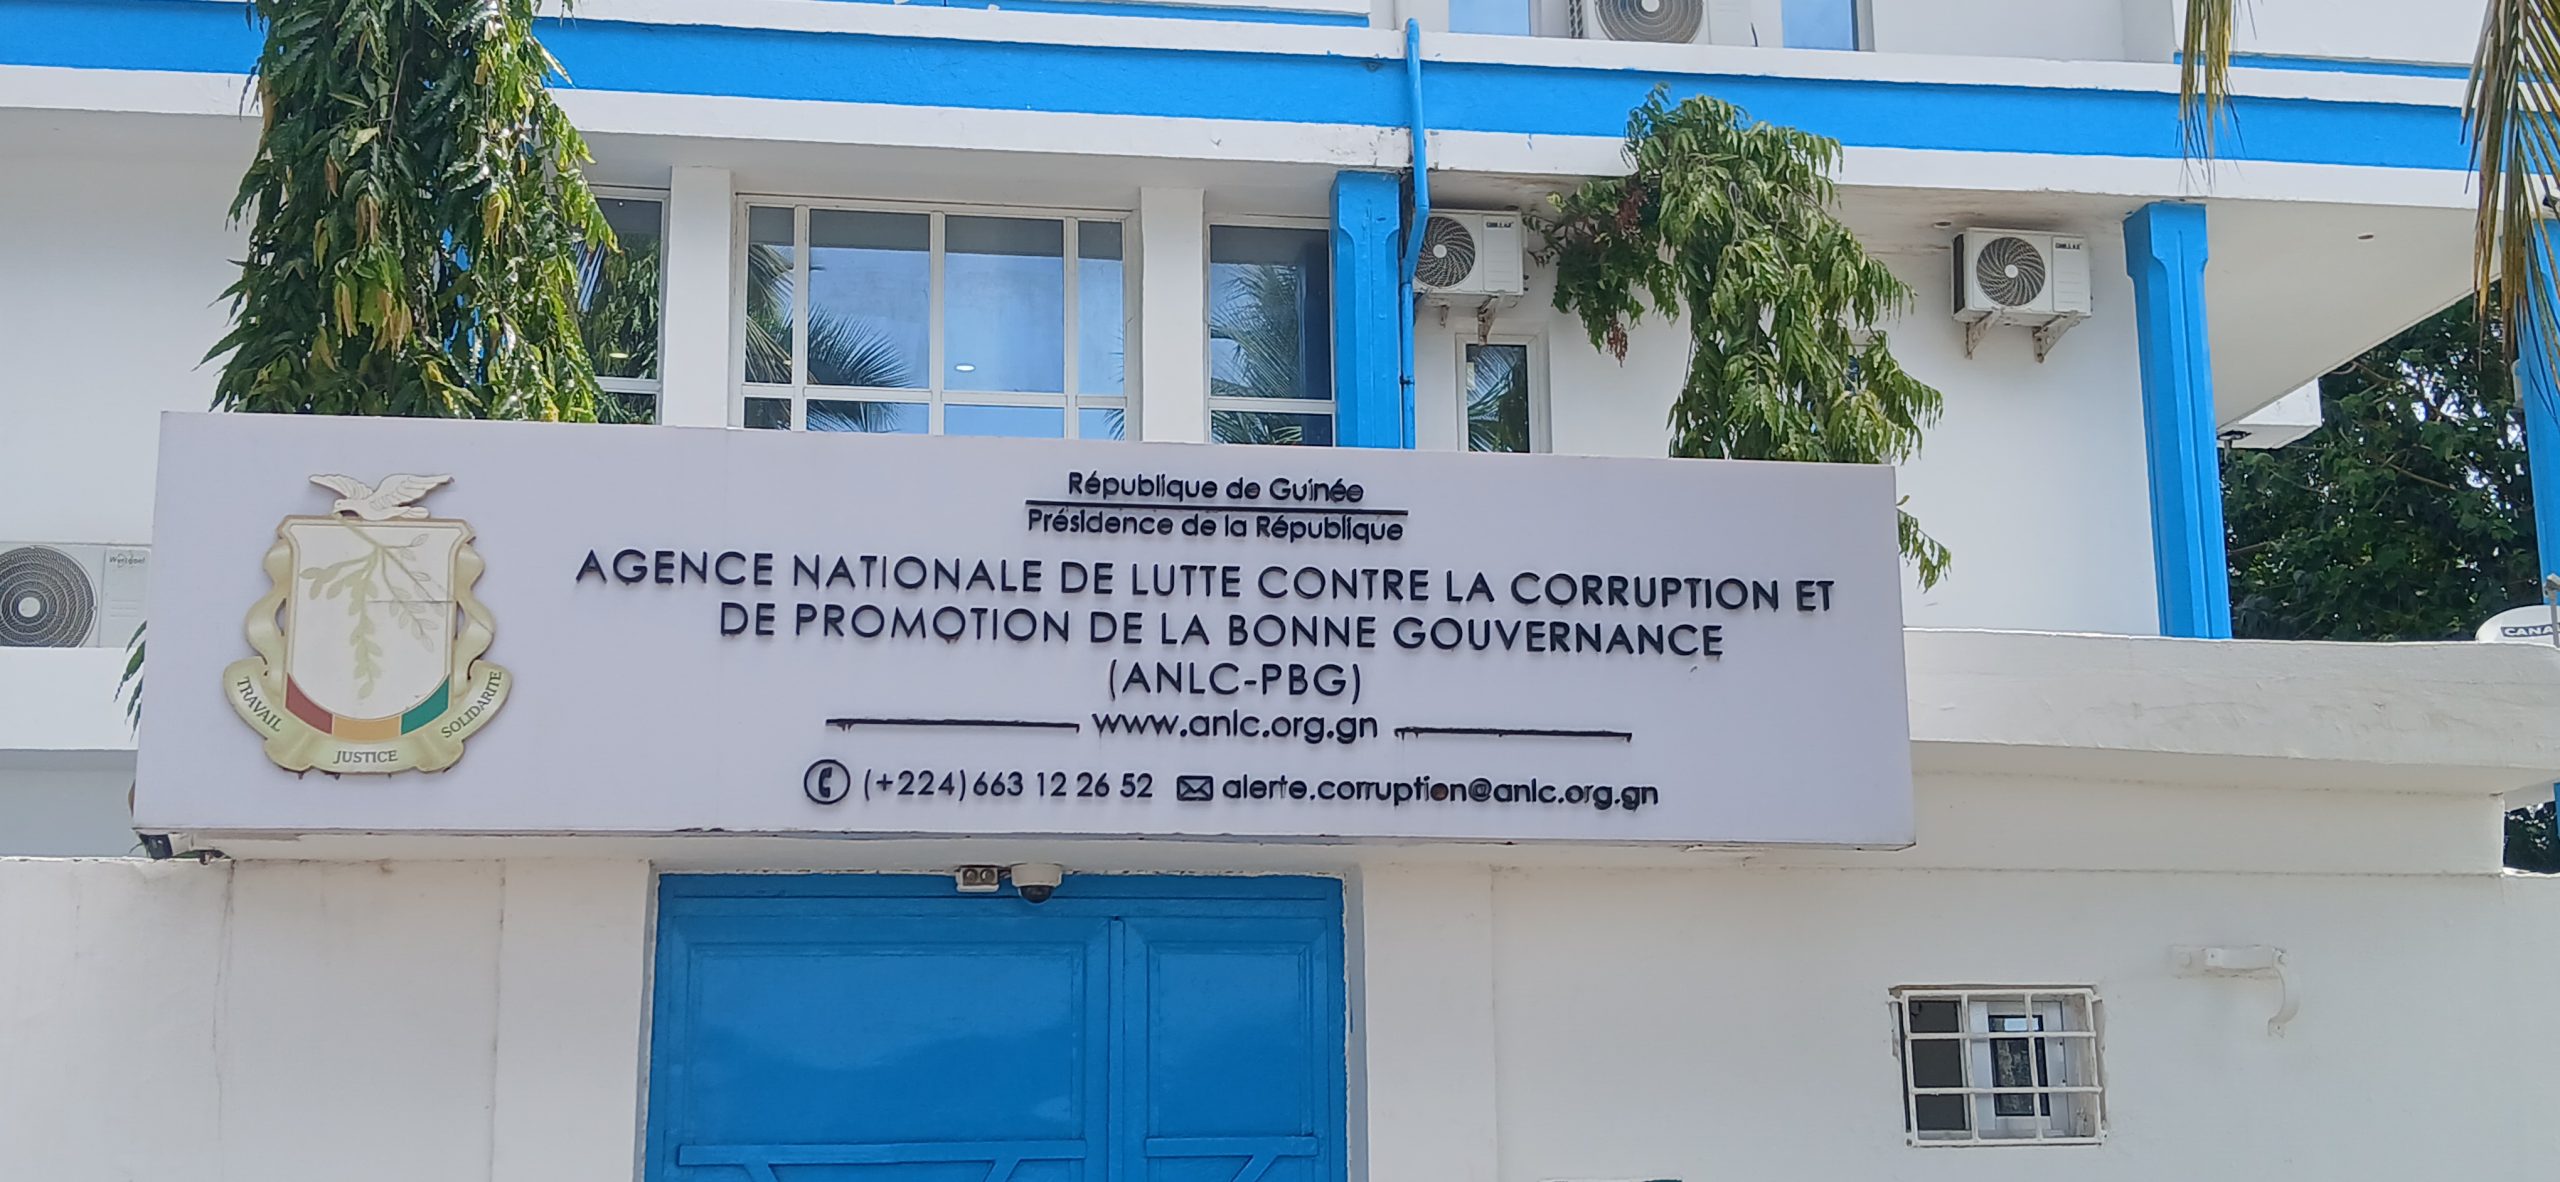 République de Guinée
Présidence de la République
AGENCE NATIONALE DE LUTTE CONTRE LA CORRUPTION ET
DE PROMOTION DE LA BONNE GOUVERNANCE
(ANLC-PBG)
www.anlc.org.gn
(+224) 663 12 26 52 alerte.corruption@anlc.org.gn
TRAVAIL
JUSTICE
SOLIDARITE